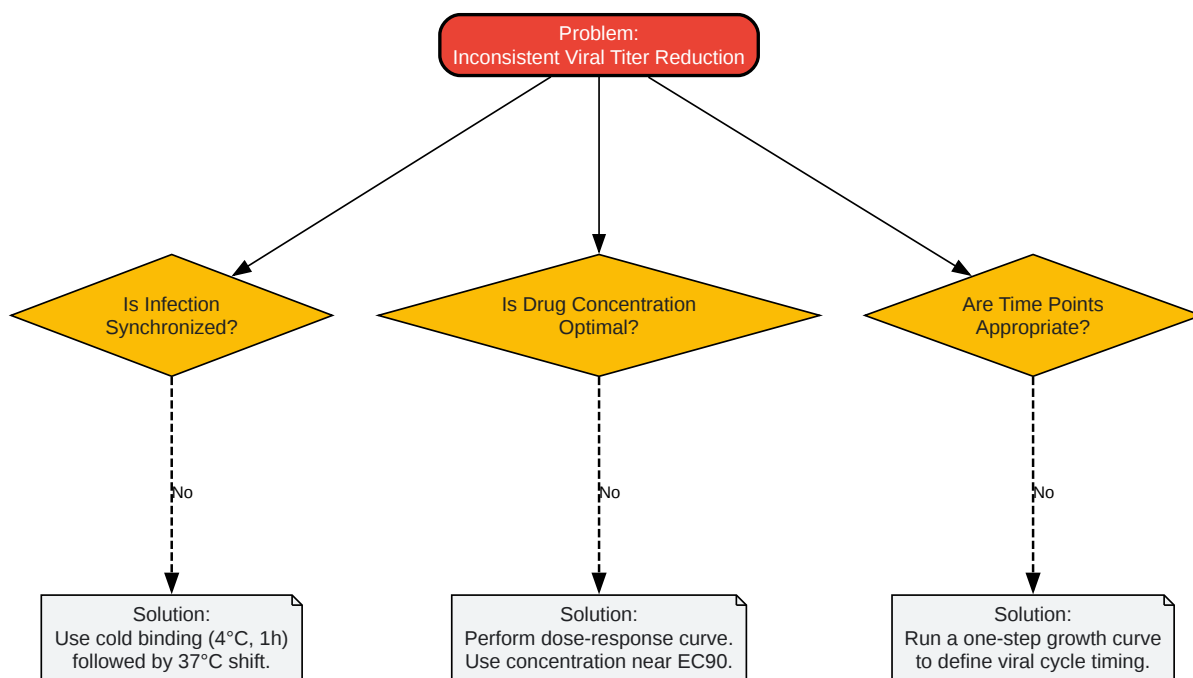 Problem:
Inconsistent Viral Titer Reduction
Is Infection
Synchronized?
Is Drug Concentration
Optimal?
Are Time Points
Appropriate?
No
No
No
Solution:
Use cold binding (4°C, 1h)
followed by 37°C shift.
Solution:
Perform dose-response curve.
Use concentration near EC90.
Solution:
Run a one-step growth curve
to define viral cycle timing.